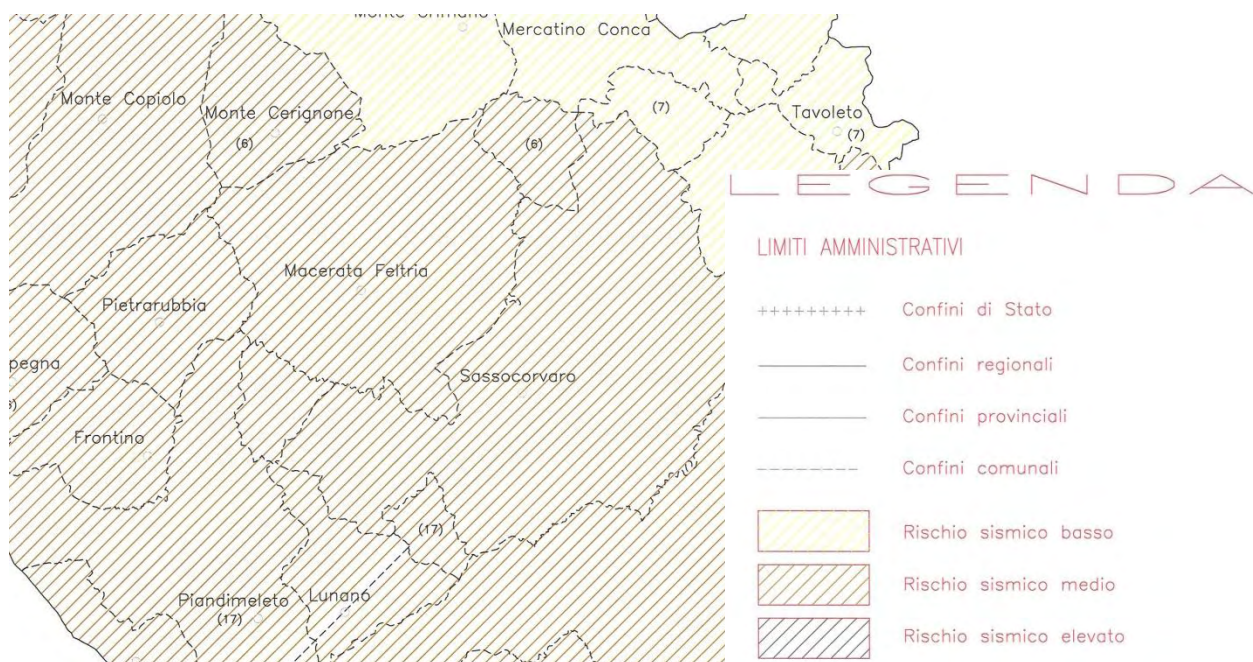 Mercatino Conca
Monte Copiolo
Monte Cerignone
(6)
(7)
Tavoleto
(7)
(6)
LEGENDA
LIMITI AMMINISTRATIVI
Macerata Feltria
Pietrarubbia
+++++++++ Confini di Stato
pegna
Confini regionali
Sassocorvaro
Confini provinciali
Frontino
Confini comunali
(17)
Rischio sismico basso
Rischio sismico medio
Piandimeleto
(17)
Lunano
Rischio sismico elevato